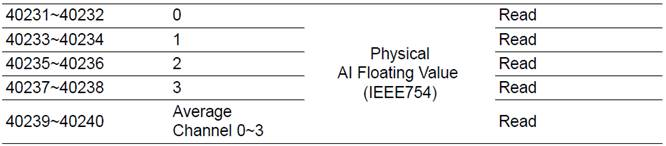 40231~40232 0 Read
40233~40234 1 Read
Physical
40235~40236 2 AI Floating Value Read
(IEEE754)
40237~40238 3 Read
Average
40239~40240 Read
Channel 0~3